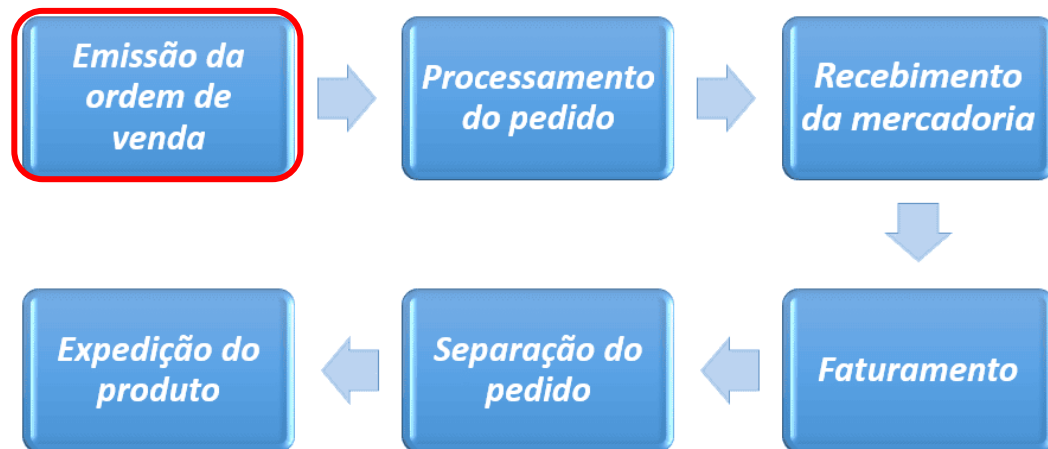 Emissão da
ordem de
venda
Processamento
do pedido
Recebimento
da mercadoria
Faturamento
Separação do
pedido
Expedição do
produto